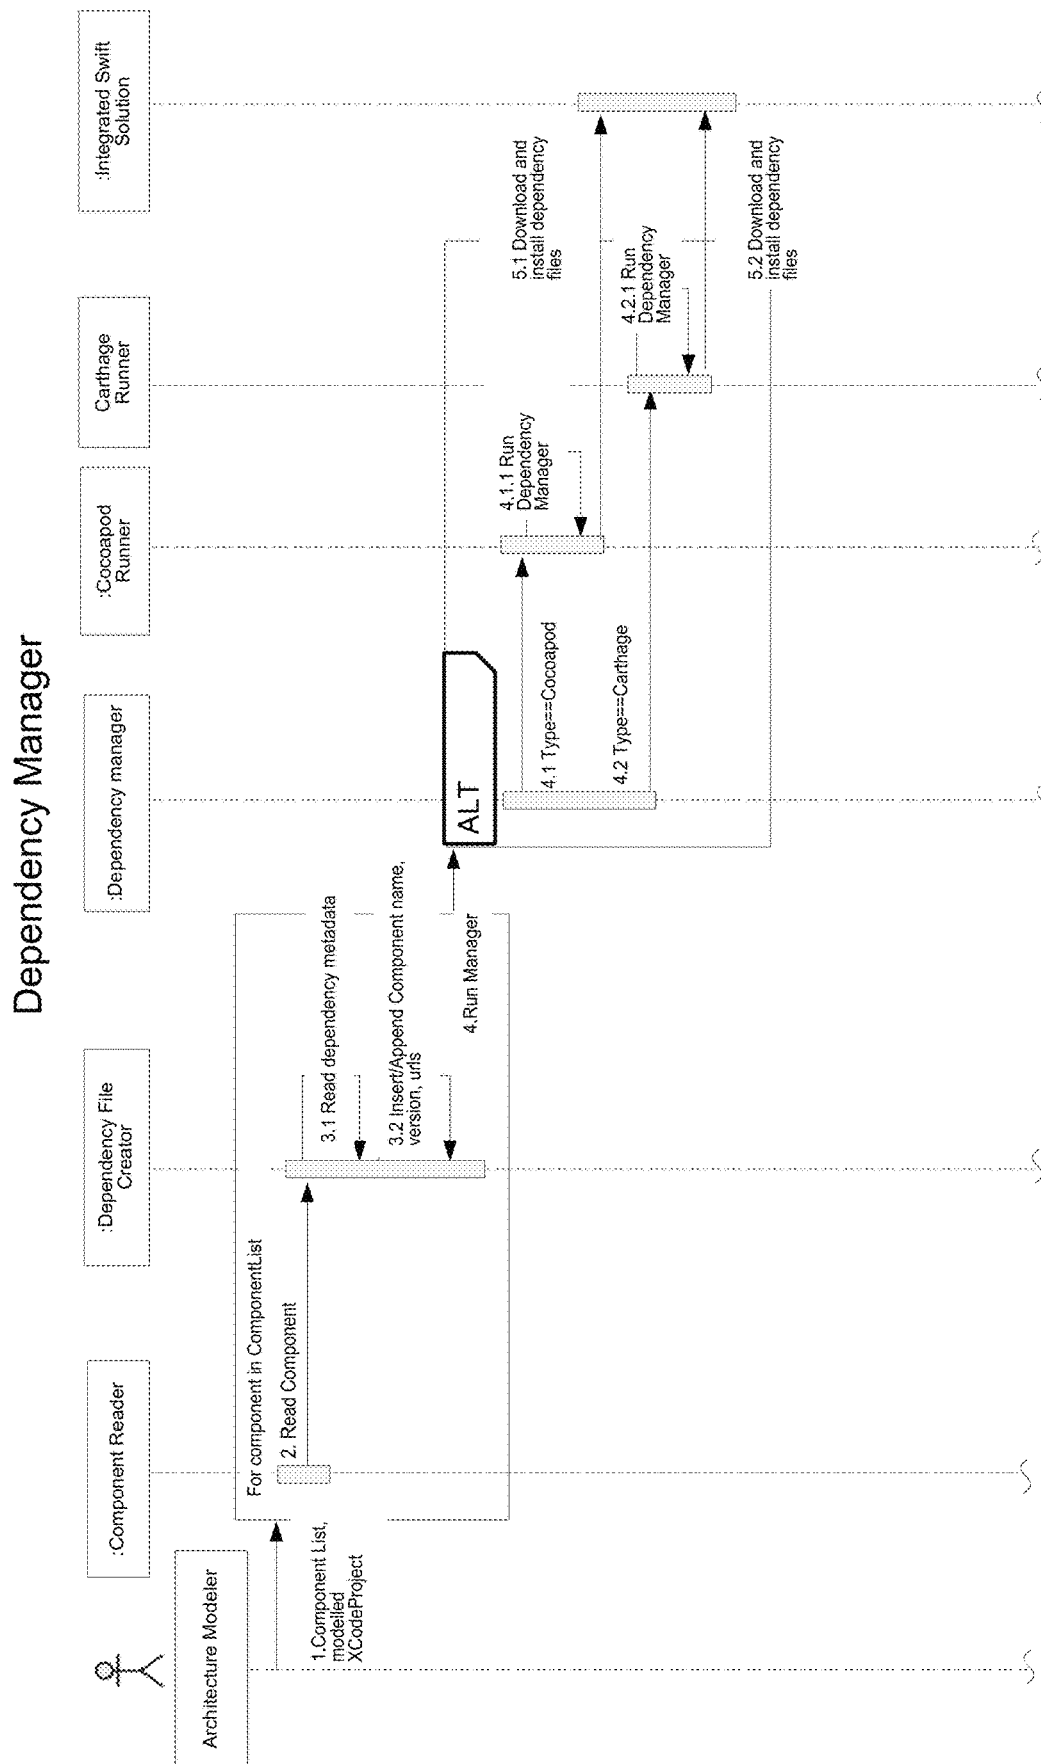 Dependency Manager
Architecture Modeler
:Component Reader
:Dependency File
Creator
:Dependency manager
:Cocoapod
Runner
Carthage
Runner
:Integrated Swift
Solution
1.Component List,
modelled
XCodeProject
For component in ComponentList
2. Read Component
3.1 Read dependency metadata
3.2 Insert/Append Component name,
version, urls
4.Run Manager
ALT
4.1 Type==Cocoapod
4.1.1 Run
Dependency
Manager
5.1 Download and
install dependency
files
4.2 Type==Carthage
4.2.1 Run
Dependency
Manager
5.2 Download and
install dependency
files